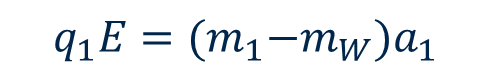 q₁E = (m₁−m_W)a₁